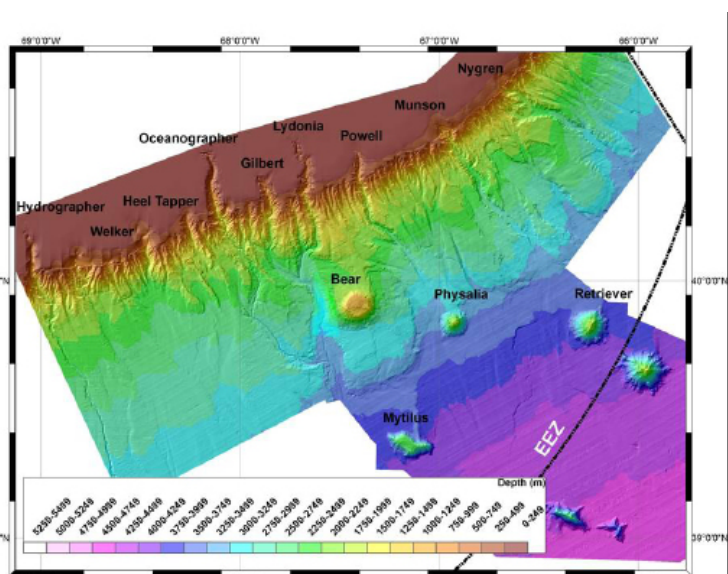 69°0'0"W 68°0'0"W 67°0'0"W 66°0'0"W
Nygren
Munson
Lydonia
Powell
Oceanographer
Gilbert
Heel Tapper
Hydrographer
Welker
Bear
40°0'0"N
Physalia
Retriever
Mytilus
EEZ
Depth (m)
5250-5499 5000-5249 4750-4999 4500-4749 4250-4499 4000-4249 3750-3999 3500-3749 3250-3499 3000-3249 2750-2999 2500-2749 2250-2499 2000-2249 1750-1999 1500-1749 1250-1499 1000-1249 750-999 500-749 250-499 0-249